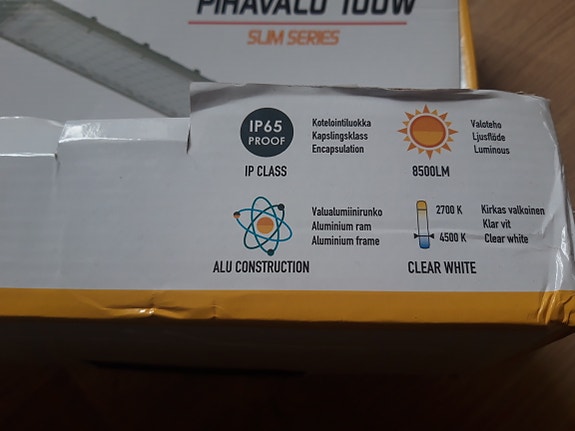 PIHAVALO 100W
SLIM SERIES
IP65
PROOF
Kotelointiluokka
Kapslingsklass
Encapsulation
IP CLASS
Valoteho
Ljusflöde
Luminous
8500LM
Valualumiinirunko
Aluminium ram
Aluminium frame
ALU CONSTRUCTION
2700 K
4500 K
Kirkas valkoinen
Klar vit
Clear white
CLEAR WHITE